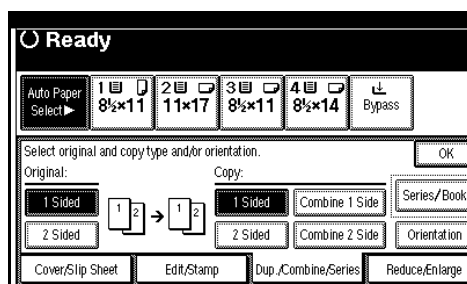 Ready
Auto Paper Select▶
1 8½×11
2 11×17
3 8½×11
4 8½×14
Bypass
Select original and copy type and/or orientation.
OK
Original:
Copy:
1 Sided
1 2 → 1 2
1 Sided
Combine 1 Side
Series/Book
2 Sided
2 Sided
Combine 2 Side
Orientation
Cover/Slip Sheet
Edit/Stamp
Dup./Combine/Series
Reduce/Enlarge